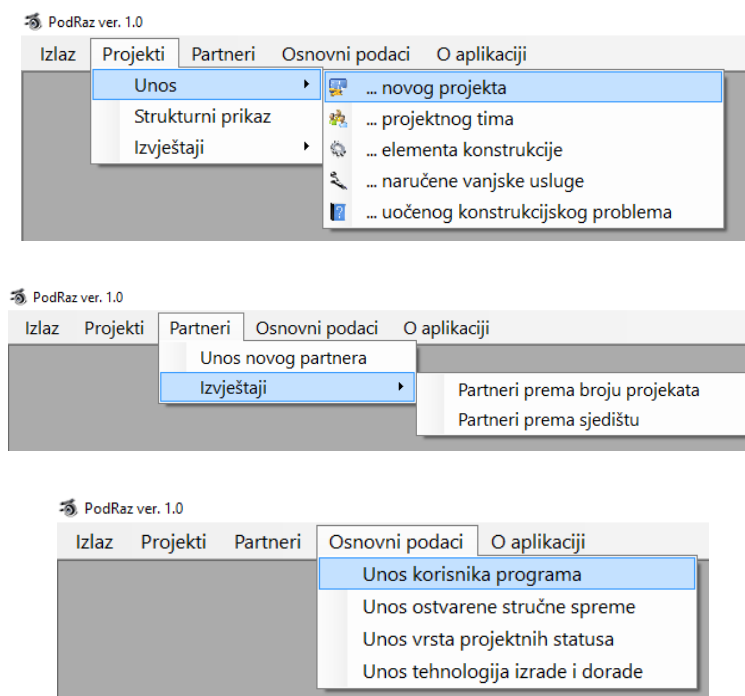 PodRaz ver. 1.0
Izlaz Projekti Partneri Osnovni podaci O aplikaciji
Unos ... novog projekta
Strukturni prikaz ... projektnog tima
Izvještaji ... elementa konstrukcije
... naručene vanjske usluge
... uočenog konstrukcijskog problema
PodRaz ver. 1.0
Izlaz Projekti Partneri Osnovni podaci O aplikaciji
Unos novog partnera
Izvještaji Partneri prema broju projekata
Partneri prema sjedištu
PodRaz ver. 1.0
Izlaz Projekti Partneri Osnovni podaci O aplikaciji
Unos korisnika programa
Unos ostvarene stručne spreme
Unos vrsta projektnih statusa
Unos tehnologija izrade i dorade